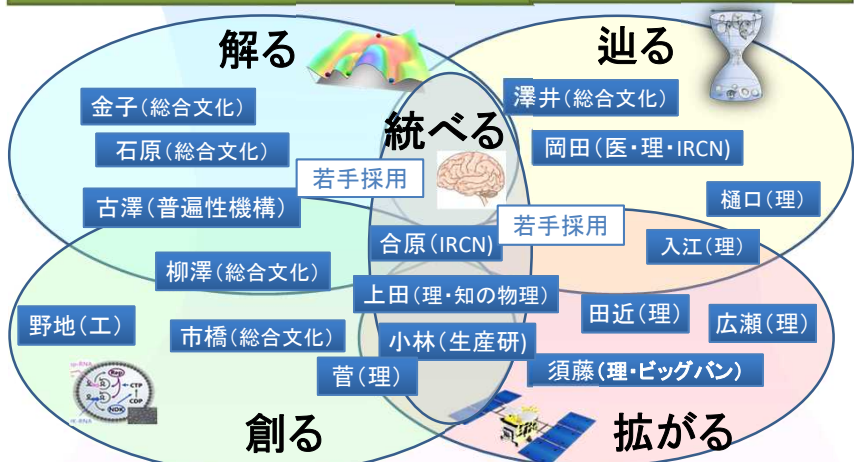 解る
辿る
金子(総合文化)
澤井(総合文化)
統べる
石原(総合文化)
岡田(医・理・IRCN)
若手採用
古澤(普遍性機構)
樋口(理)
若手採用
合原(IRCN)
入江(理)
柳澤(総合文化)
上田(理・知の物理)
野地(工)
田近(理)
広瀬(理)
市橋(総合文化)
小林(生産研)
菅(理)
須藤(理・ビッグバン)
Rep
CTP
CDP
NDK
創る
拡がる